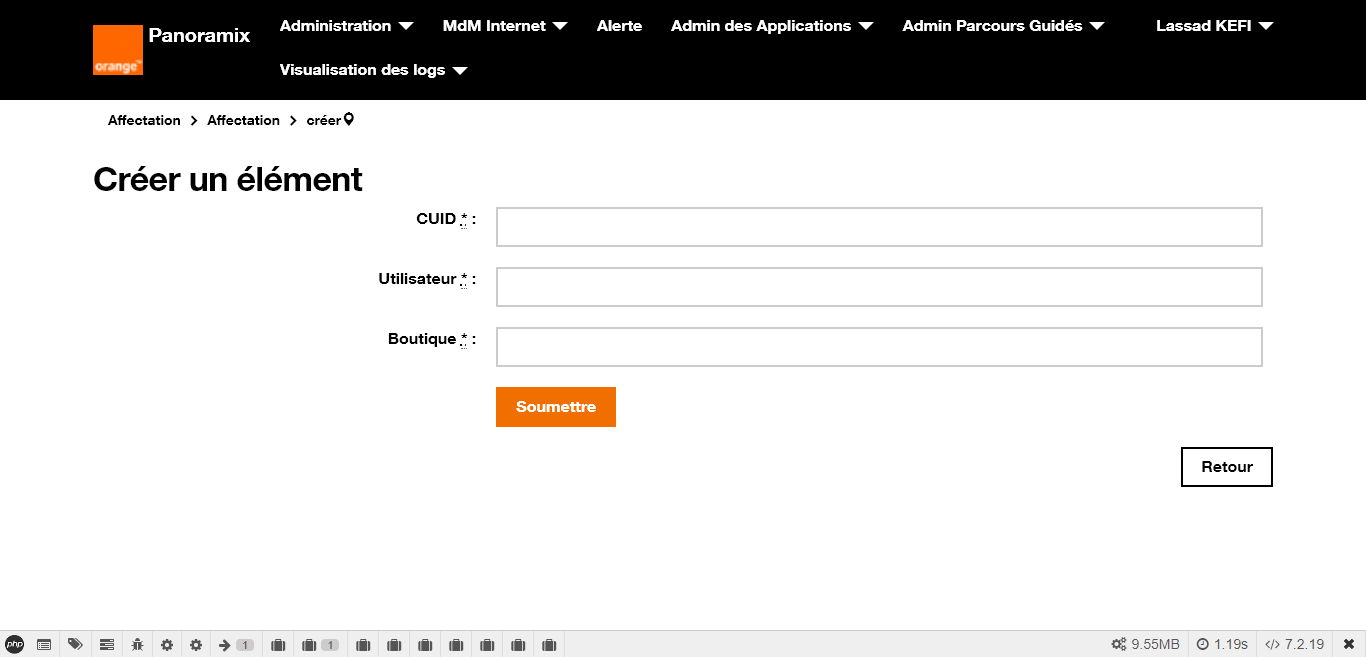 Panoramix
orange™
Administration MdM Internet Alerte Admin des Applications Admin Parcours Guidés Lassad KEFI
Visualisation des logs
Affectation > Affectation > créer
Créer un élément
CUID * :
Utilisateur * :
Boutique * :
Soumettre
Retour
php 1 1 9.55MB 1.19s </> 7.2.19 ✖